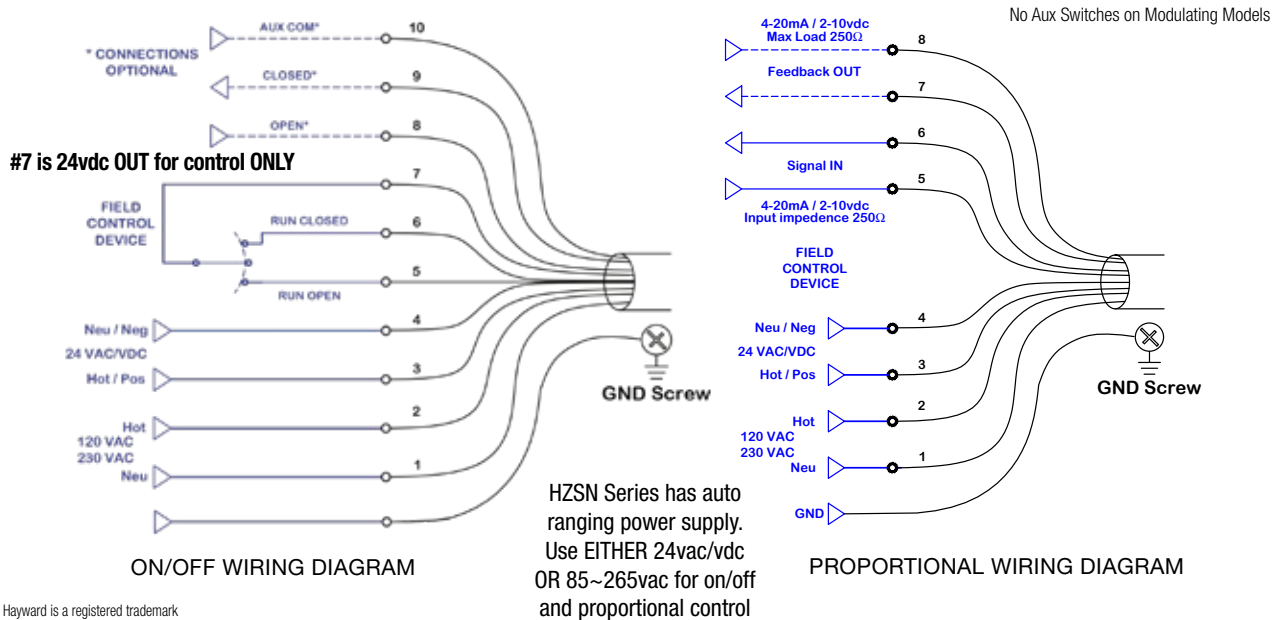 No Aux Switches on Modulating Models
AUX COM*
10
* CONNECTIONS
OPTIONAL
CLOSED*
9
OPEN*
8
#7 is 24vdc OUT for control ONLY
7
FIELD
CONTROL
DEVICE
RUN CLOSED
6
5
RUN OPEN
Neu / Neg
4
24 VAC/VDC
Hot / Pos
3
GND Screw
2
Hot
120 VAC
230 VAC
Neu
1
ON/OFF WIRING DIAGRAM
HZSN Series has auto
ranging power supply.
Use EITHER 24vac/vdc
OR 85~265vac for on/off
and proportional control
4-20mA / 2-10vdc
Max Load 250Ω
8
Feedback OUT
7
6
Signal IN
5
4-20mA / 2-10vdc
Input impedence 250Ω
FIELD
CONTROL
DEVICE
Neu / Neg
4
24 VAC/VDC
Hot / Pos
3
GND Screw
2
Hot
120 VAC
230 VAC
Neu
1
GND
PROPORTIONAL WIRING DIAGRAM
Hayward is a registered trademark